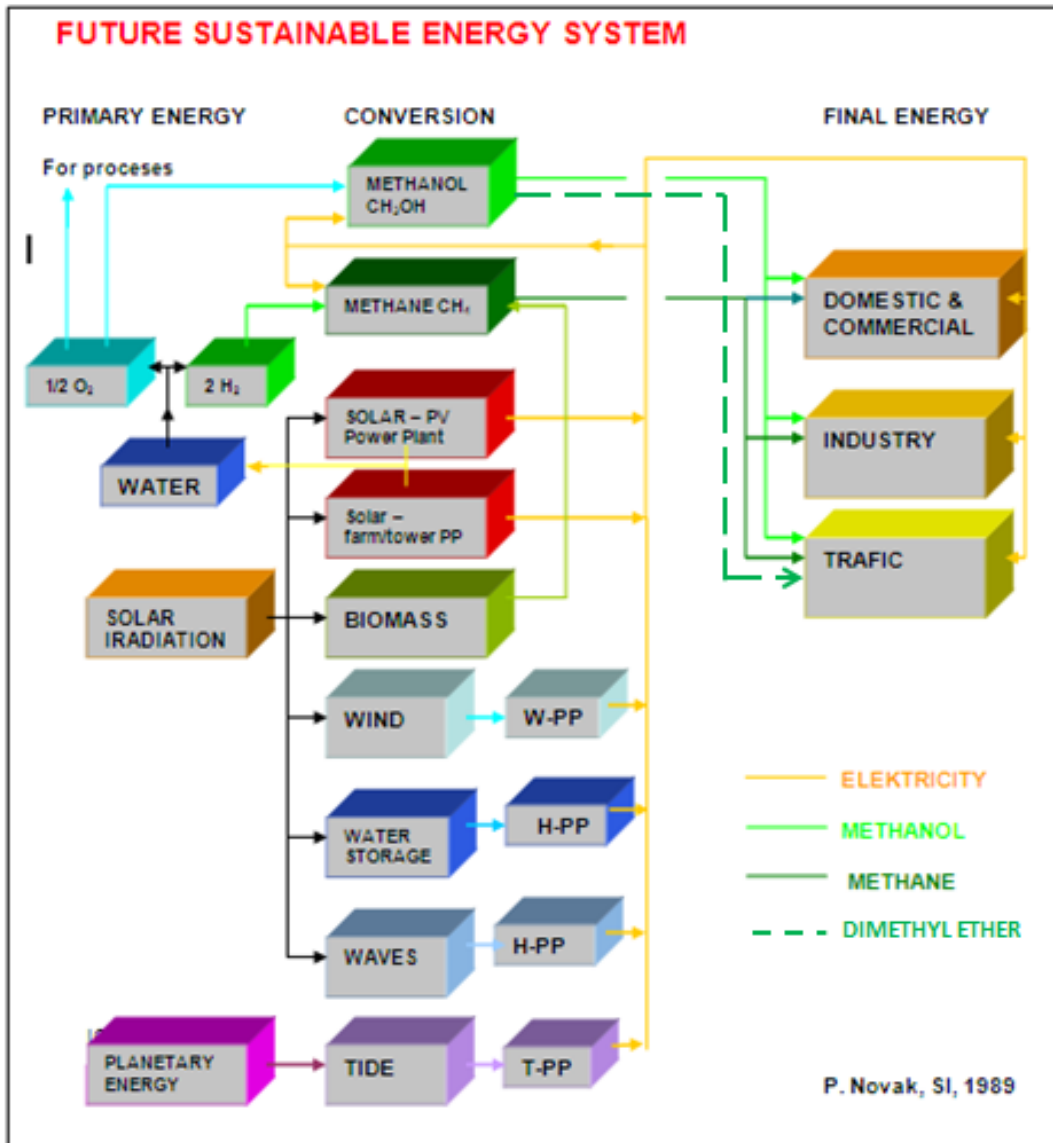 FUTURE SUSTAINABLE ENERGY SYSTEM
PRIMARY ENERGY
CONVERSION
FINAL ENERGY
For proceses
METHANOL
CH₃OH
METHANE CH₄
DOMESTIC &
COMMERCIAL
1/2 O₂
2 H₂
SOLAR – PV
Power Plant
INDUSTRY
WATER
Solar –
farm/tower PP
TRAFIC
SOLAR
IRADIATION
BIOMASS
WIND
W-PP
ELEKTRICITY
WATER
STORAGE
H-PP
METHANOL
METHANE
DIMETHYL ETHER
WAVES
H-PP
PLANETARY
ENERGY
TIDE
T-PP
P. Novak, SI, 1989